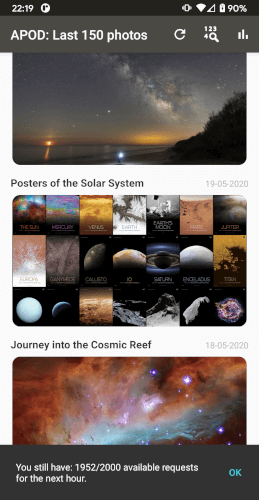 22:19
90%
APOD: Last 150 photos
123
4
Posters of the Solar System
19-05-2020
THE SUN MERCURY VENUS EARTH EARTH'S MOON MARS JUPITER
EUROPA GANYMEDE CALLISTO IO SATURN ENCELADUS TITAN
Journey into the Cosmic Reef
18-05-2020
You still have: 1952/2000 available requests
for the next hour.
OK